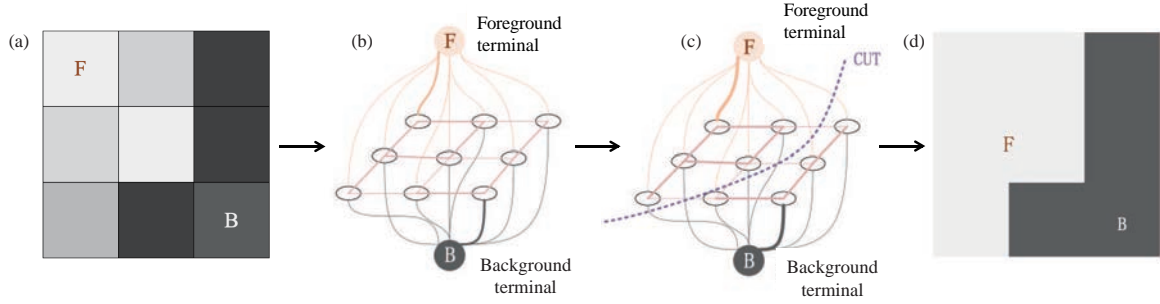 (a)
F
B
(b)
Foreground
terminal
F
B
Background
terminal
(c)
Foreground
terminal
F
CUT
B
Background
terminal
(d)
F
B